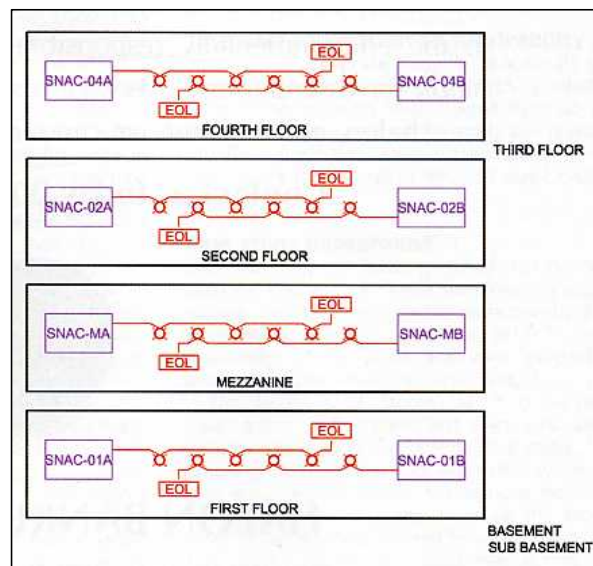 EOL
SNAC-04A
SNAC-04B
EOL
FOURTH FLOOR
THIRD FLOOR
EOL
SNAC-02A
SNAC-02B
EOL
SECOND FLOOR
EOL
SNAC-MA
SNAC-MB
EOL
MEZZANINE
EOL
SNAC-01A
SNAC-01B
EOL
FIRST FLOOR
BASEMENT
SUB BASEMENT